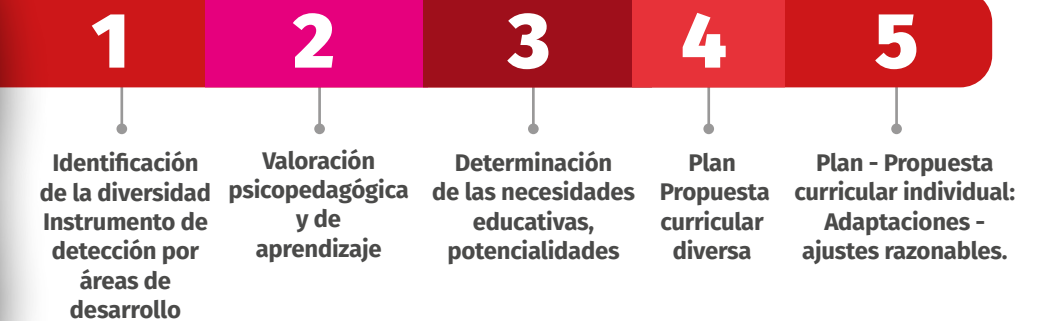 1
Identificación
de la diversidad
Instrumento de
detección por
áreas de
desarrollo
2
Valoración
psicopedagógica
y de
aprendizaje
3
Determinación
de las necesidades
educativas,
potencialidades
4
Plan
Propuesta
curricular
diversa
5
Plan - Propuesta
curricular individual:
Adaptaciones -
ajustes razonables.